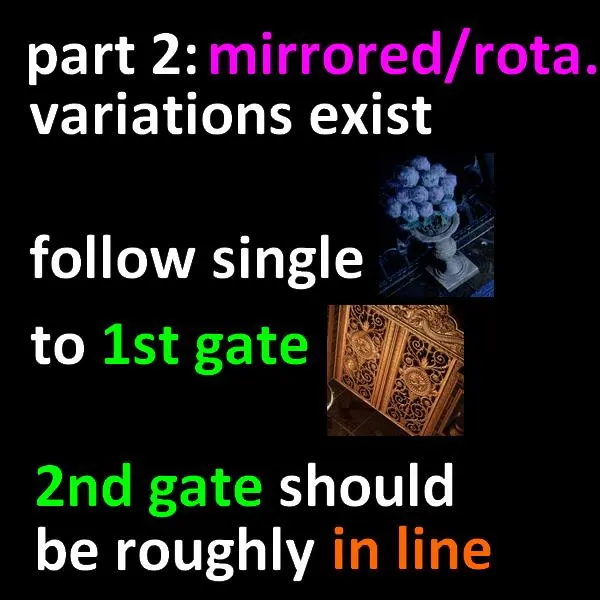 part 2: mirrored/rota.
variations exist
follow single
to 1st gate
2nd gate should
be roughly in line